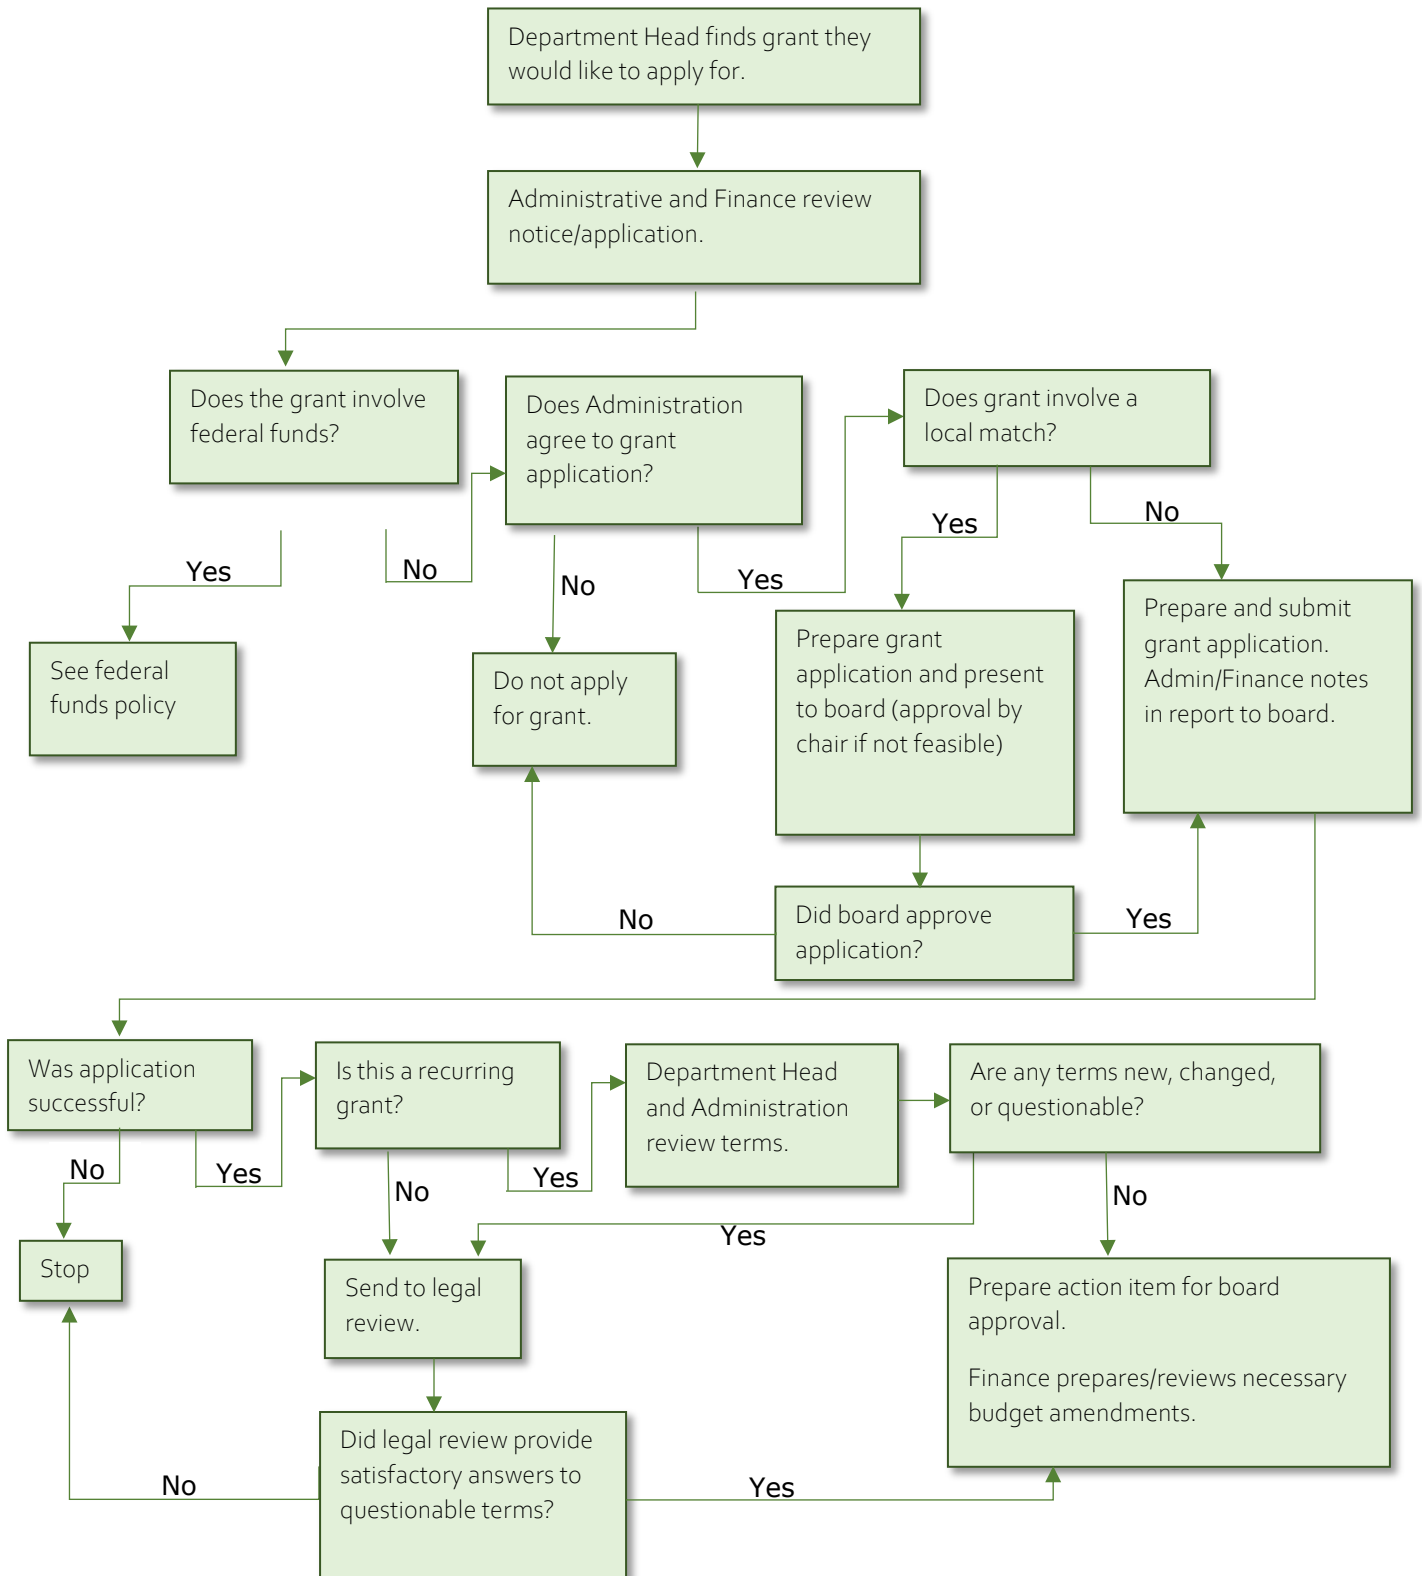 Department Head finds grant they
would like to apply for.
Administrative and Finance review
notice/application.
Does the grant involve
federal funds?
Does Administration
agree to grant
application?
Does grant involve a
local match?
Yes
No
No
Yes
Yes
No
See federal
funds policy
Do not apply
for grant.
Prepare grant
application and present
to board (approval by
chair if not feasible)
Prepare and submit
grant application.
Admin/Finance notes
in report to board.
No
Did board approve
application?
Yes
Was application
successful?
Is this a recurring
grant?
Department Head
and Administration
review terms.
Are any terms new, changed,
or questionable?
No
Yes
No
Yes
Yes
No
Stop
Send to legal
review.
Prepare action item for board
approval.
Finance prepares/reviews necessary
budget amendments.
No
Did legal review provide
satisfactory answers to
questionable terms?
Yes